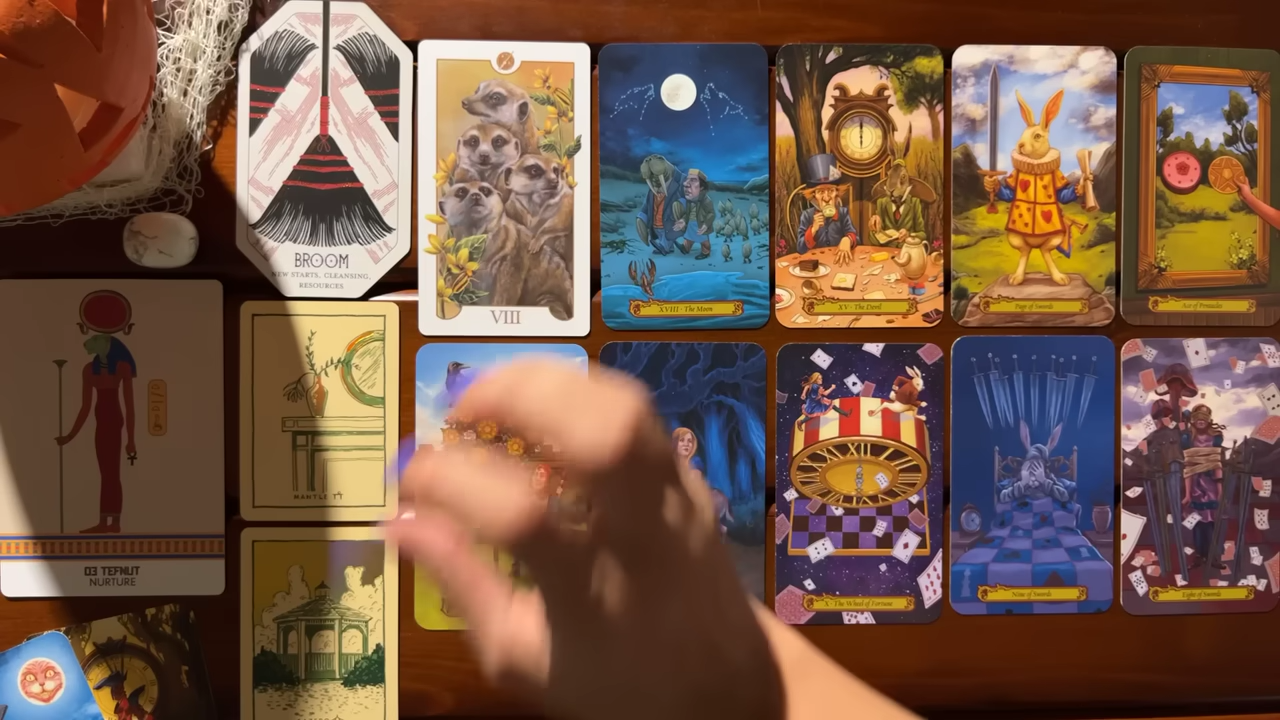 BROOM
NEW STARTS, CLEANSING,
RESOURCES
VIII
XVIII · The Moon
XV · The Devil
Page of Swords
Ace of Pentacles
03 TEFNUT
NURTURE
MANTLE
X · The Wheel of Fortune
Nine of Swords
Eight of Swords